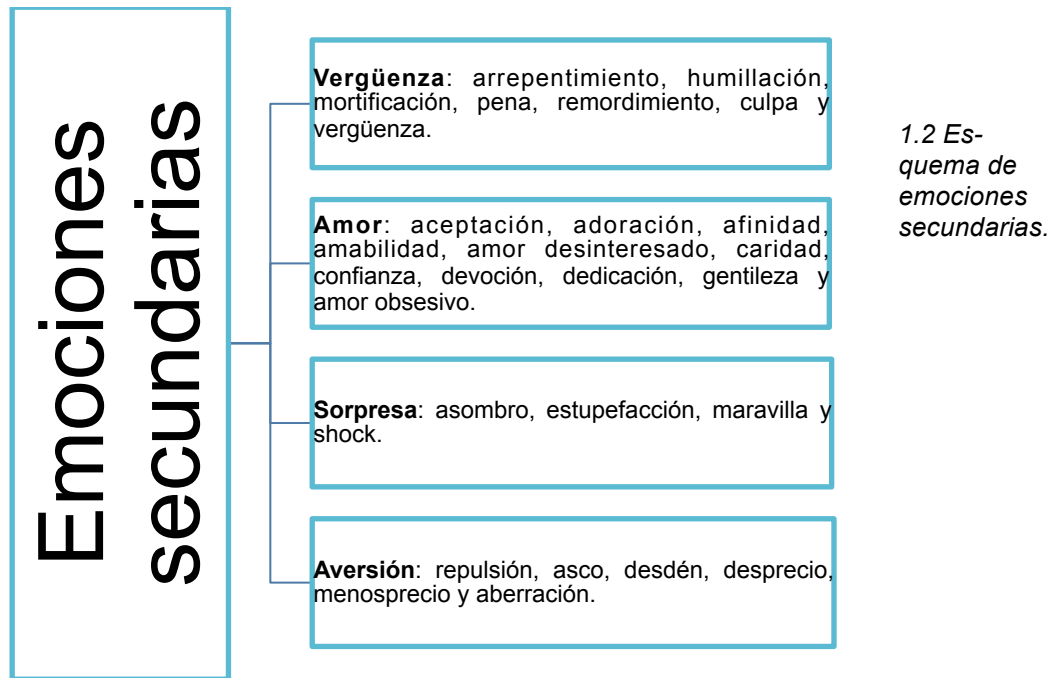 Emociones
secundarias
Vergüenza: arrepentimiento, humillación,
mortificación, pena, remordimiento, culpa y
vergüenza.
Amor: aceptación, adoración, afinidad,
amabilidad, amor desinteresado, caridad,
confianza, devoción, dedicación, gentileza y
amor obsesivo.
Sorpresa: asombro, estupefacción, maravilla y
shock.
Aversión: repulsión, asco, desdén, desprecio,
menosprecio y aberración.
1.2 Es-
quema de
emociones
secundarias.